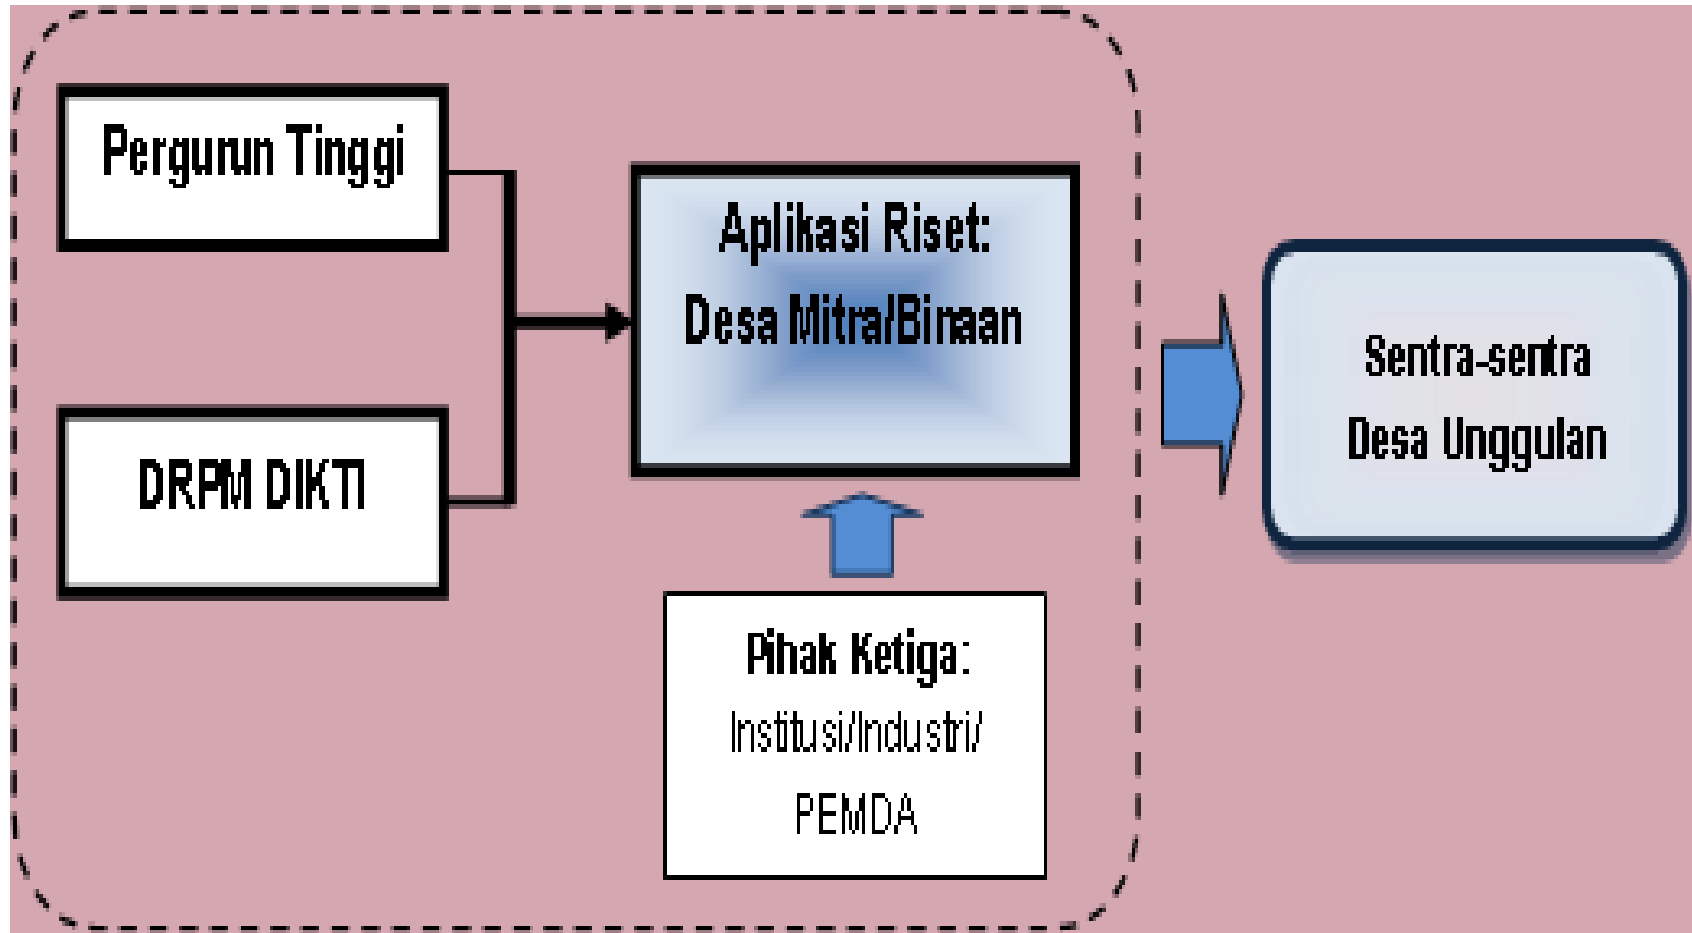 Pergurun Tinggi
DRPM DIKTI
Aplikasi Riset:
Desa Mitra/Binaan
Pihak Ketiga:
Institusi/Industri/
PEMDA
Sentra-sentra
Desa Unggulan